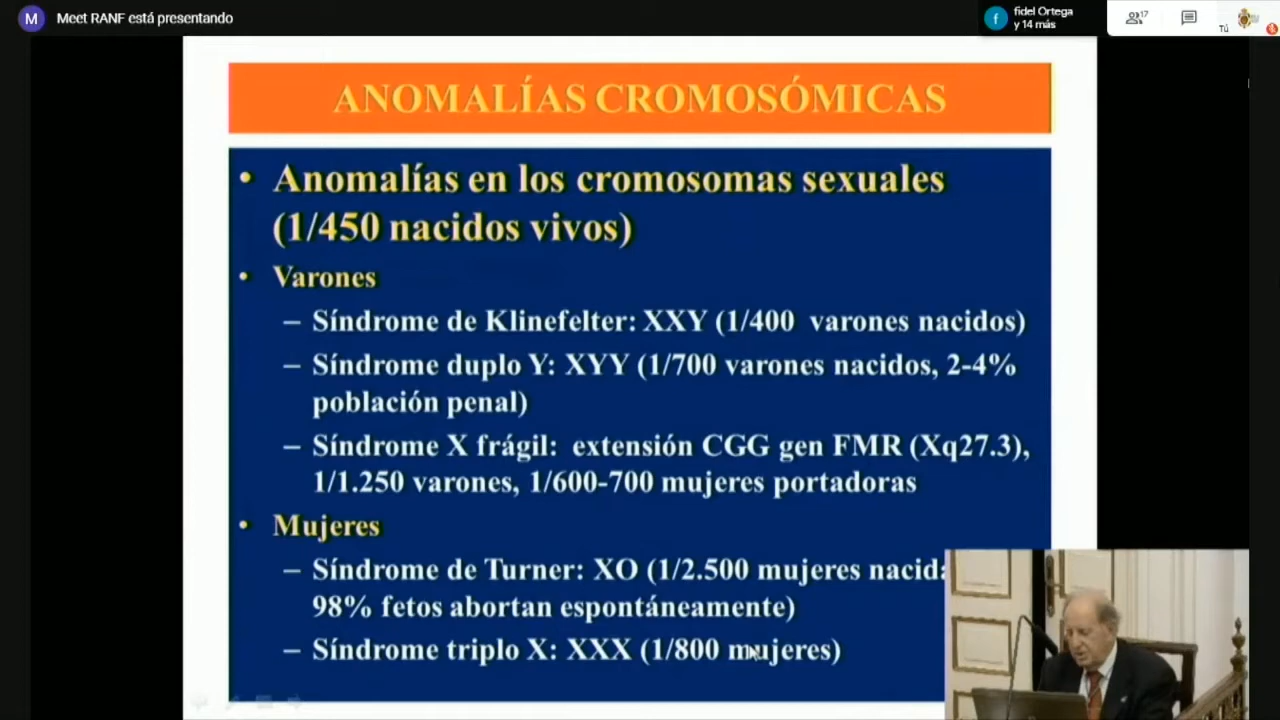 M Meet RANF está presentando
f fidel Ortega
y 14 más
17
Tú
ANOMALÍAS CROMOSÓMICAS
• Anomalías en los cromosomas sexuales
(1/450 nacidos vivos)
• Varones
– Síndrome de Klinefelter: XXY (1/400 varones nacidos)
– Síndrome duplo Y: XYY (1/700 varones nacidos, 2-4%
población penal)
– Síndrome X frágil: extensión CGG gen FMR (Xq27.3),
1/1.250 varones, 1/600-700 mujeres portadoras
• Mujeres
– Síndrome de Turner: XO (1/2.500 mujeres nacida
98% fetos abortan espontáneamente)
– Síndrome triplo X: XXX (1/800 mujeres)